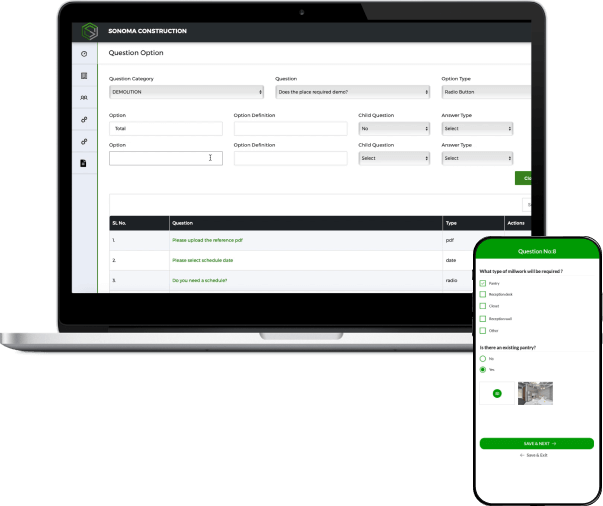 SONOMA CONSTRUCTION
Question Option
Question Category Question Option Type
DEMOLITION Does the place required demo? Radio Button
Option Option Definition Child Question Answer Type
Total No Select
Option Option Definition Child Question Answer Type
Select Select
SL No. Question Type Actions
1. Please upload the reference pdf pdf
2. Please select schedule date date
3. Do you need a schedule? radio
Question No:8
What type of millwork will be required ?
Pantry
Reception desk
Closet
Other
Is there an existing pantry?
No
Yes
SAVE & NEXT →
← Save & Exit